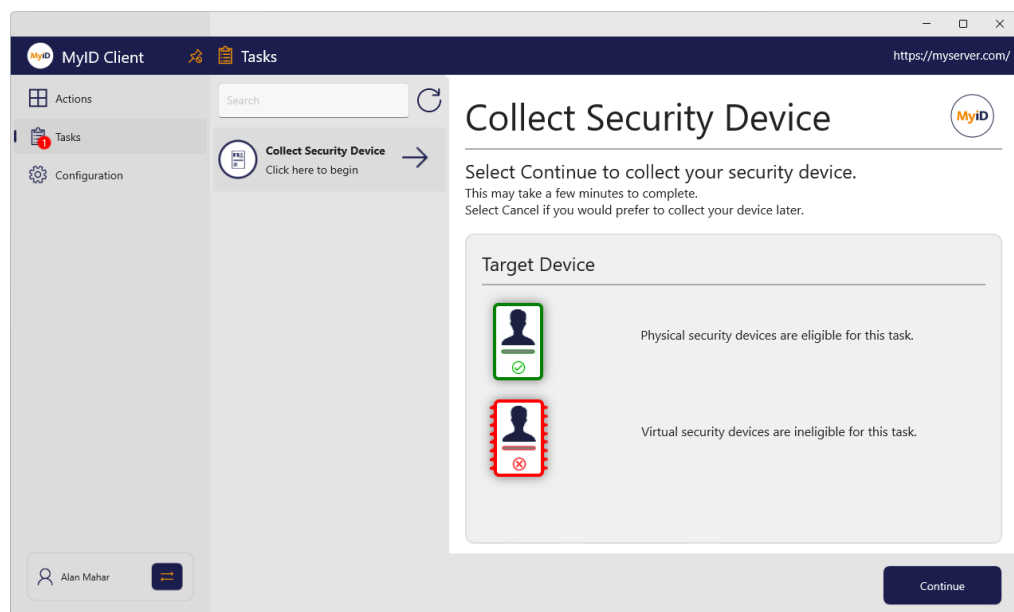 MyiD MyID Client
Tasks
https://myserver.com/
Actions
1
Tasks
Configuration
Alan Mahar
Search
Collect Security Device
Click here to begin
Collect Security Device
MyiD
Select Continue to collect your security device.
This may take a few minutes to complete.
Select Cancel if you would prefer to collect your device later.
Target Device
Physical security devices are eligible for this task.
Virtual security devices are ineligible for this task.
Continue